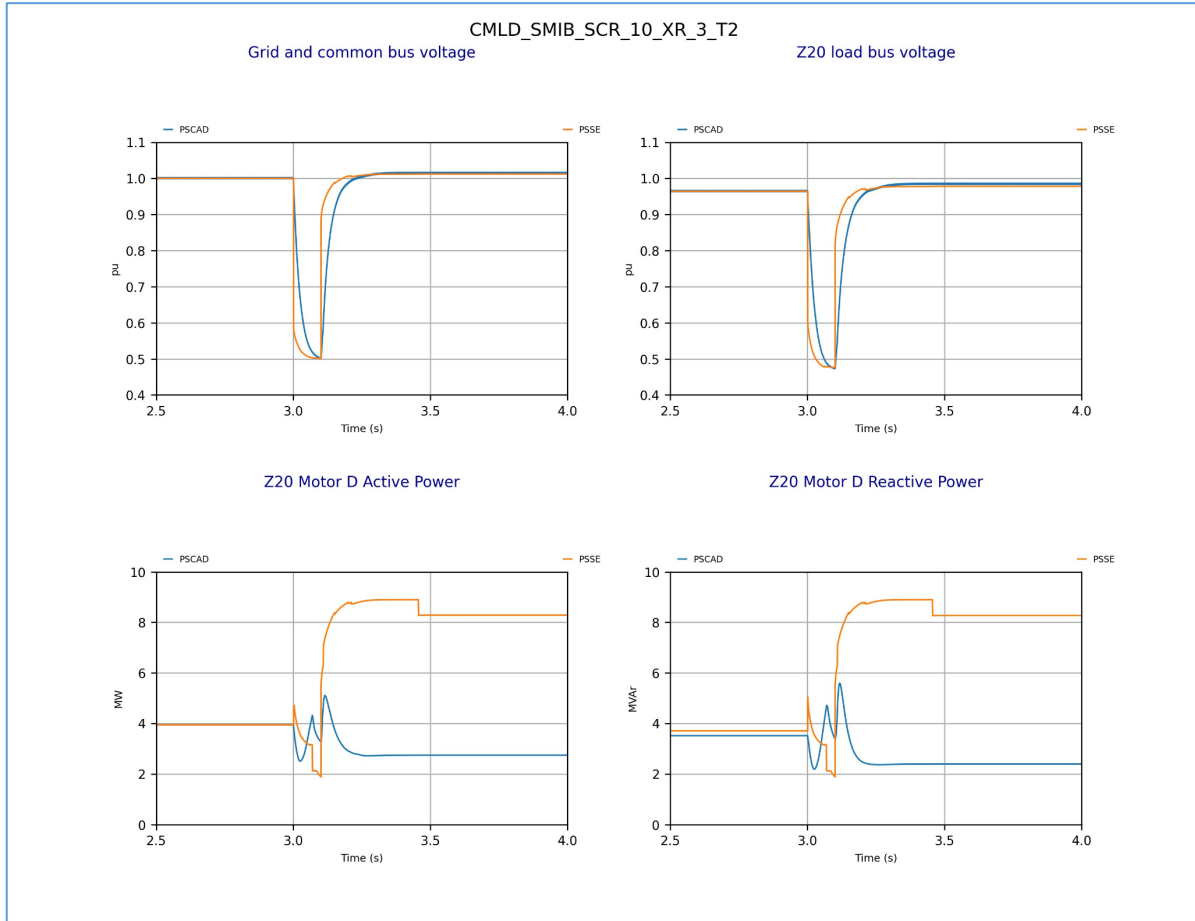 CMLD_SMIB_SCR_10_XR_3_T2
Grid and common bus voltage
PSCAD
PSSE
1.1
1.0
0.9
0.8
0.7
0.6
0.5
0.4
pu
2.5 3.0 3.5 4.0
Time (s)
Z20 load bus voltage
PSCAD
PSSE
1.1
1.0
0.9
0.8
0.7
0.6
0.5
0.4
pu
2.5 3.0 3.5 4.0
Time (s)
Z20 Motor D Active Power
PSCAD
PSSE
10
8
6
4
2
0
MW
2.5 3.0 3.5 4.0
Time (s)
Z20 Motor D Reactive Power
PSCAD
PSSE
10
8
6
4
2
0
MVAr
2.5 3.0 3.5 4.0
Time (s)